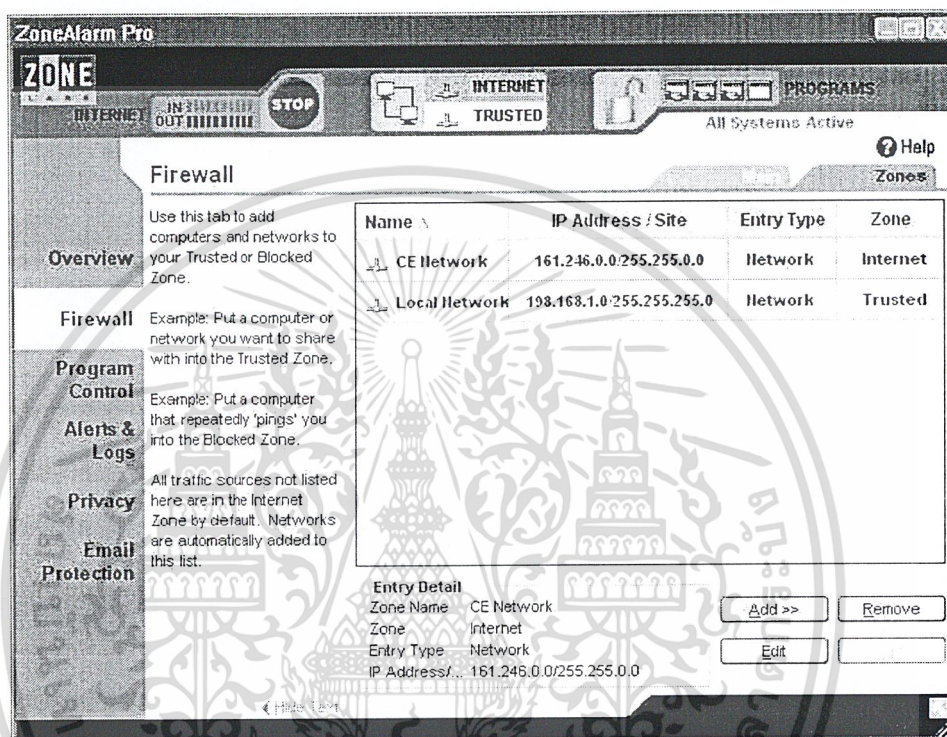 ZoneAlarm Pro
ZONE
LABS
INTERNET
IN
OUT
STOP
INTERNET
TRUSTED
PROGRAMS
All Systems Active
Help
Firewall
Main
Zones
Overview
Firewall
Program
Control
Alerts &
Logs
Privacy
Email
Protection
Use this tab to add
computers and networks to
your Trusted or Blocked
Zone.
Example: Put a computer or
network you want to share
with into the Trusted Zone.
Example: Put a computer
that repeatedly 'pings' you
into the Blocked Zone.
All traffic sources not listed
here are in the Internet
Zone by default. Networks
are automatically added to
this list.
Name IP Address / Site Entry Type Zone
CE Network 161.246.0.0/255.255.0.0 Network Internet
Local Network 198.168.1.0/255.255.255.0 Network Trusted
Entry Detail
Zone Name CE Network
Zone Internet
Entry Type Network
IP Address/... 161.246.0.0/255.255.0.0
Add >>
Remove
Edit
Hide Text